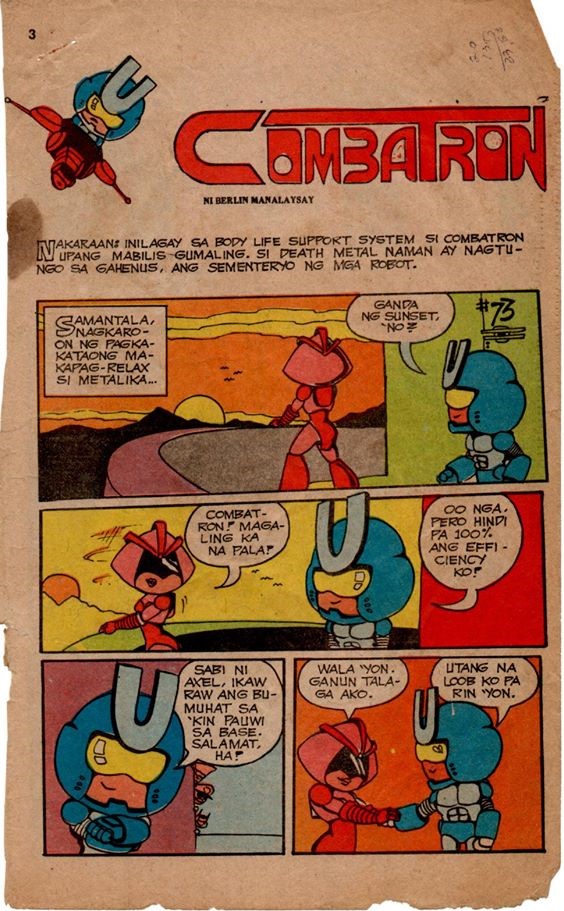 3
COMBATRON
NI BERLIN MANALAYSAY
NAKARAAN: INILAGAY SA BODY LIFE SUPPORT SYSTEM SI COMBATRON
UPANG MABILIS GUMALING. SI DEATH METAL NAMAN AY NAGTU-
NGO SA GAHENUS, ANG SEMENTERYO NG MGA ROBOT.
SAMANTALA,
NAGKARO-
ON NG PAGKA-
KATAONG MA-
KAPAG-RELAX
SI METALIKA...
GANDA
NG SUNSET,
'NO?
#73
COMBAT-
RON! MAGA-
LING KA
NA PALA!
OO NGA,
PERO HINDI
PA 100%
ANG EFFI-
CIENCY
KO!
SABI NI
AXEL, IKAW
RAW ANG BU-
MUHAT SA
'KIN PAUWI
SA BASE.
SALAMAT,
HA!
WALA 'YON.
GANUN TALA-
GA AKO.
UTANG NA
LOOB KO PA
RIN 'YON.